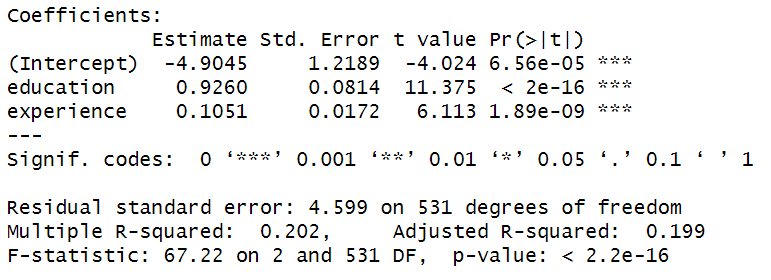 Coefficients:
            Estimate Std. Error t value Pr(>|t|)
(Intercept)  -4.9045     1.2189  -4.024 6.56e-05 ***
education     0.9260     0.0814  11.375  < 2e-16 ***
experience    0.1051     0.0172   6.113 1.89e-09 ***
---
Signif. codes:  0 ‘***’ 0.001 ‘**’ 0.01 ‘*’ 0.05 ‘.’ 0.1 ‘ ’ 1
Residual standard error: 4.599 on 531 degrees of freedom
Multiple R-squared:  0.202,	Adjusted R-squared:  0.199
F-statistic: 67.22 on 2 and 531 DF,  p-value: < 2.2e-16